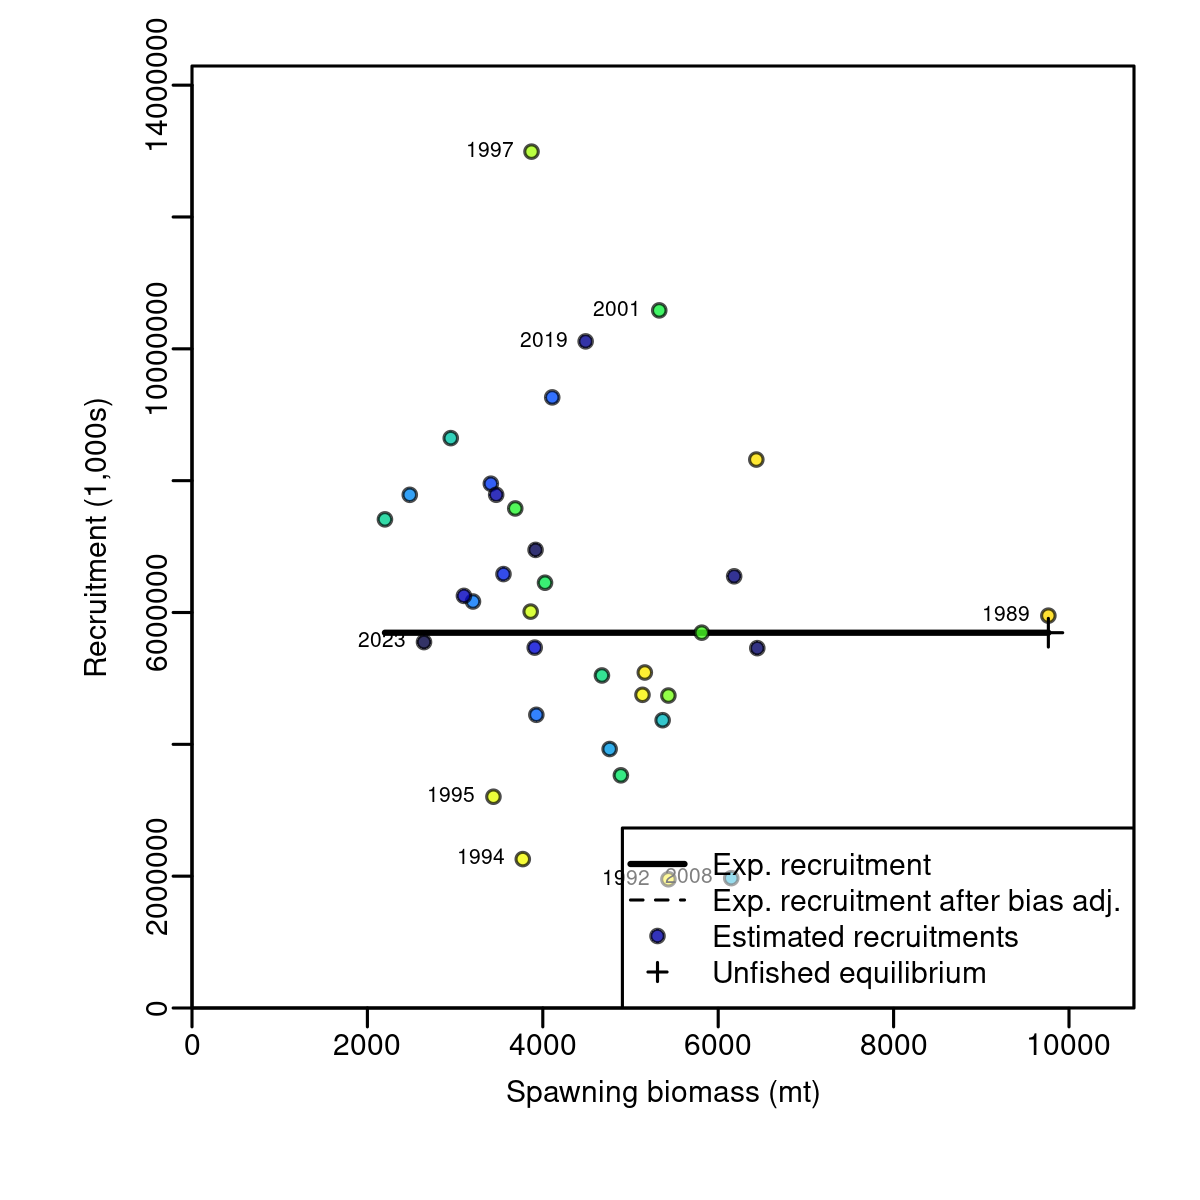 14000000
10000000
6000000
2000000
0
Recruitment (1,000s)
1997
2001
2019
1989
2023
1995
1994
1992
2008
Exp. recruitment
Exp. recruitment after bias adj.
Estimated recruitments
Unfished equilibrium
0 2000 4000 6000 8000 10000
Spawning biomass (mt)